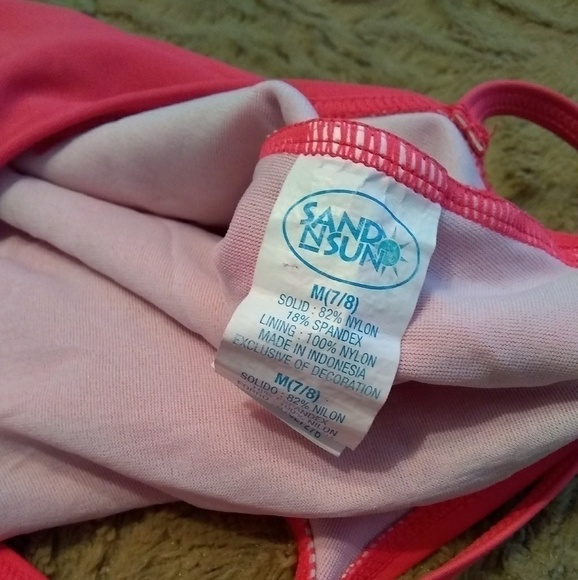 SAND
N SUN
M(7/8)
SOLID : 82% NYLON
18% SPANDEX
LINING : 100% NYLON
MADE IN INDONESIA
EXCLUSIVE OF DECORATION
M(7/8)
SOLIDO : 82% NILON